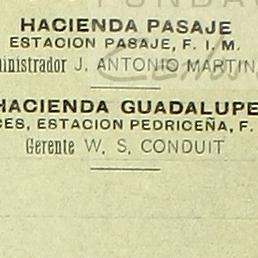 HACIENDA PASAJE
ESTACION PASAJE, F. I. M.
ministrador J. ANTONIO MARTIN
HACIENDA GUADALUPE
CES, ESTACION PEDRICEÑA, F.
Gerente W. S. CONDUIT